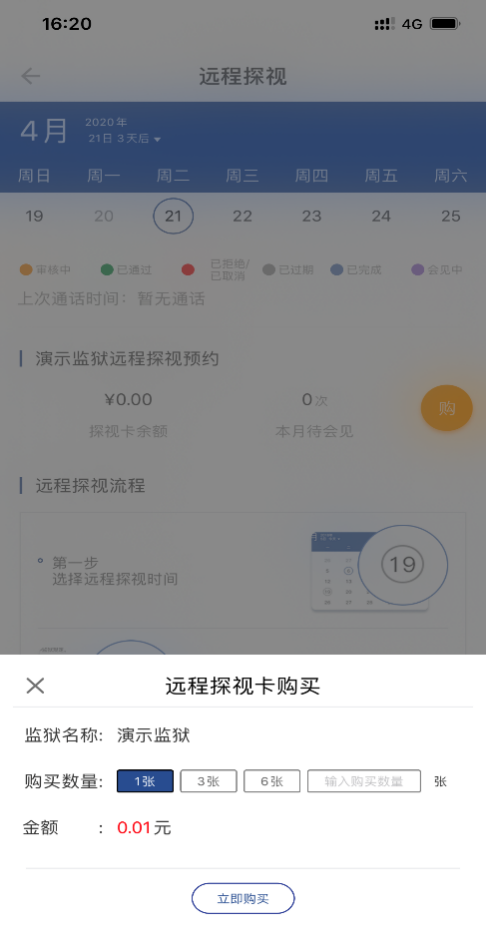 16:20
4G
远程探视
4月
2020年
21日 3天后
周日 周一 周二 周三 周四 周五 周六
19 20 21 22 23 24 25
审核中 已通过 已拒绝/ 已过期 已完成 会见中
已取消
上次通话时间：暂无通话
演示监狱远程探视预约
¥0.00 0次
购
探视卡余额 本月待会见
远程探视流程
第一步
选择远程探视时间
19
远程探视卡购买
监狱名称: 演示监狱
购买数量: 1张 3张 6张 输入购买数量 张
金额 : 0.01元
立即购买